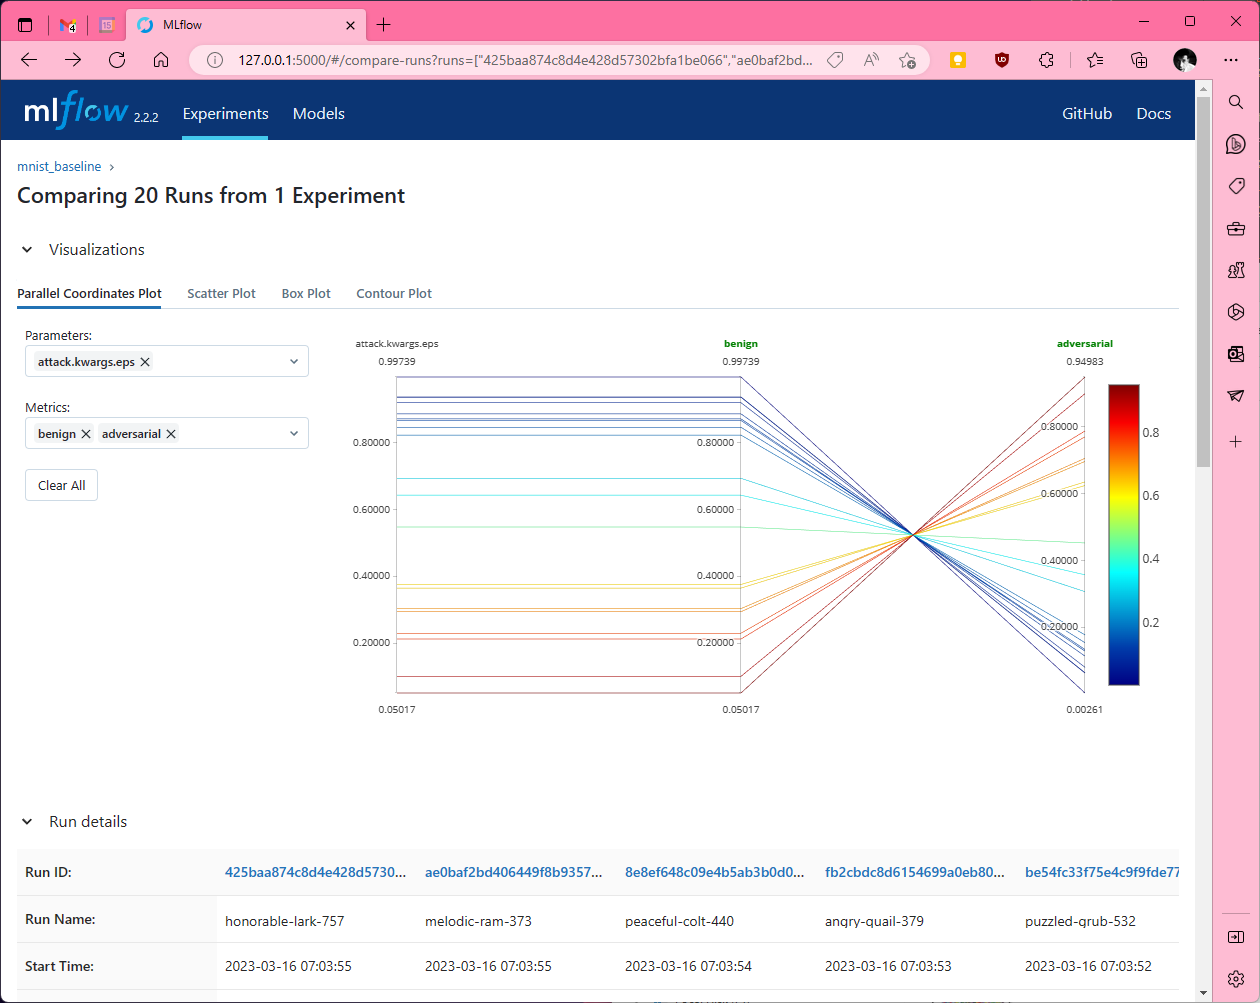 4
15
MLflow
127.0.0.1:5000/#/compare-runs?runs=["425baa874c8d4e428d57302bfa1be066","ae0baf2bd...
UD
mlflow 2.2.2 Experiments Models GitHub Docs
mnist_baseline
Comparing 20 Runs from 1 Experiment
Visualizations
Parallel Coordinates Plot Scatter Plot Box Plot Contour Plot
Parameters:
attack.kwargs.eps
Metrics:
benign adversarial
Clear All
attack.kwargs.eps benign adversarial
0.99739 0.99739 0.94983
0.80000 0.80000 0.80000
0.60000 0.60000 0.60000
0.40000 0.40000 0.40000
0.20000 0.20000 0.20000
0.05017 0.05017 0.00261
0.8
0.6
0.4
0.2
Run details
Run ID: 425baa874c8d4e428d5730... ae0baf2bd406449f8b9357... 8e8ef648c09e4b5ab3b0d0... fb2cbdc8d6154699a0eb80... be54fc33f75e4c9f9fde77
Run Name: honorable-lark-757 melodic-ram-373 peaceful-colt-440 angry-quail-379 puzzled-grub-532
Start Time: 2023-03-16 07:03:55 2023-03-16 07:03:55 2023-03-16 07:03:54 2023-03-16 07:03:53 2023-03-16 07:03:52